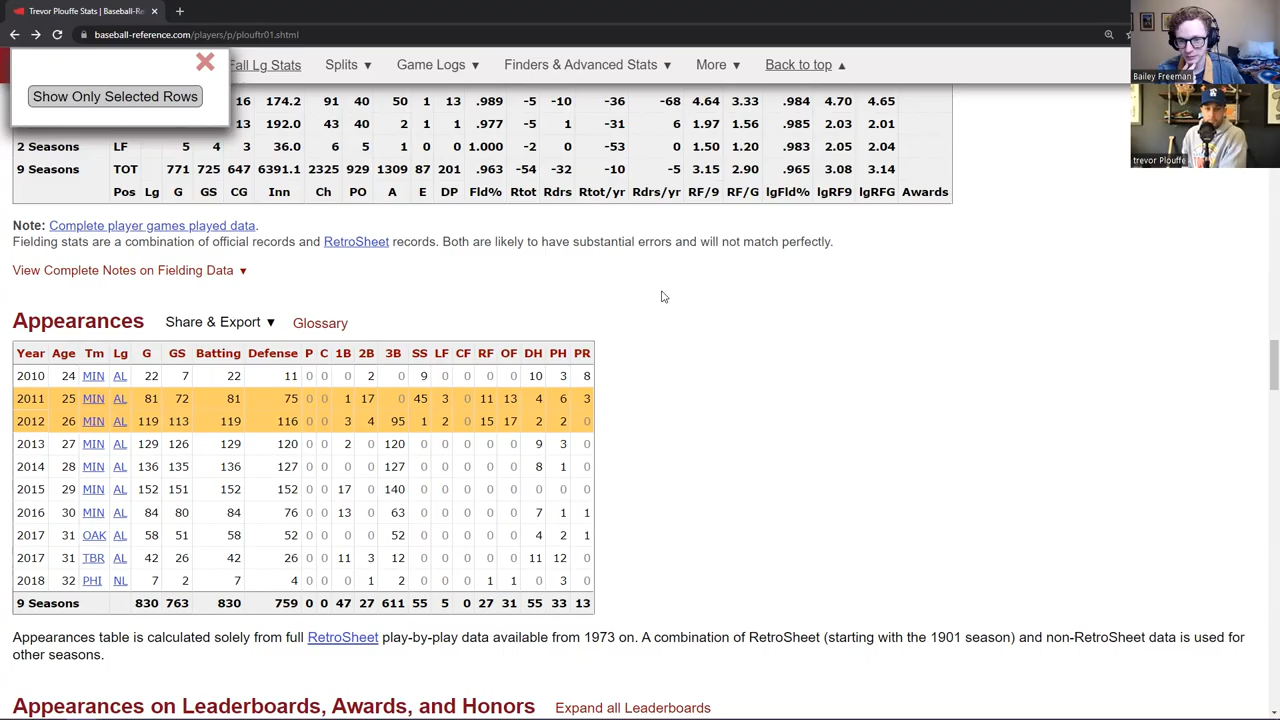 Trevor Plouffe Stats | Baseball-Re
baseball-reference.com/players/p/plouftr01.shtml
Fall Lg Stats Splits ▼ Game Logs ▼ Finders & Advanced Stats ▼ More ▼ Back to top ▲
Show Only Selected Rows
Bailey Freeman
trevor Plouffe
16 174.2 91 40 50 1 13 .989 -5 -10 -36 -68 4.64 3.33 .984 4.70 4.65
13 192.0 43 40 2 1 1 .977 -5 1 -31 6 1.97 1.56 .985 2.03 2.01
2 Seasons LF 5 4 3 36.0 6 5 1 0 0 1.000 -2 0 -53 0 1.50 1.20 .983 2.05 2.04
9 Seasons TOT 771 725 647 6391.1 2325 929 1309 87 201 .963 -54 -32 -10 -5 3.15 2.90 .965 3.08 3.14
Pos Lg G GS CG Inn Ch PO A E DP Fld% Rtot Rdrs Rtot/yr Rdrs/yr RF/9 RF/G lgFld% lgRF9 lgRFG Awards
Note: Complete player games played data.
Fielding stats are a combination of official records and RetroSheet records. Both are likely to have substantial errors and will not match perfectly.
View Complete Notes on Fielding Data ▼
Appearances Share & Export ▼ Glossary
Year Age Tm Lg G GS Batting Defense P C 1B 2B 3B SS LF CF RF OF DH PH PR
2010 24 MIN AL 22 7 22 11 0 0 0 2 0 9 0 0 0 0 10 3 8
2011 25 MIN AL 81 72 81 75 0 0 1 17 0 45 3 0 11 13 4 6 3
2012 26 MIN AL 119 113 119 116 0 0 3 4 95 1 2 0 15 17 2 2 0
2013 27 MIN AL 129 126 129 120 0 0 2 0 120 0 0 0 0 0 9 3 0
2014 28 MIN AL 136 135 136 127 0 0 0 0 127 0 0 0 0 0 8 1 0
2015 29 MIN AL 152 151 152 152 0 0 17 0 140 0 0 0 0 0 0 0 0
2016 30 MIN AL 84 80 84 76 0 0 13 0 63 0 0 0 0 0 7 1 1
2017 31 OAK AL 58 51 58 52 0 0 0 0 52 0 0 0 0 0 4 2 1
2017 31 TBR AL 42 26 42 26 0 0 11 3 12 0 0 0 0 0 11 12 0
2018 32 PHI NL 7 2 7 4 0 0 0 1 2 0 0 0 1 1 0 3 0
9 Seasons 830 763 830 759 0 0 47 27 611 55 5 0 27 31 55 33 13
Appearances table is calculated solely from full RetroSheet play-by-play data available from 1973 on. A combination of RetroSheet (starting with the 1901 season) and non-RetroSheet data is used for
other seasons.
Appearances on Leaderboards, Awards, and Honors Expand all Leaderboards